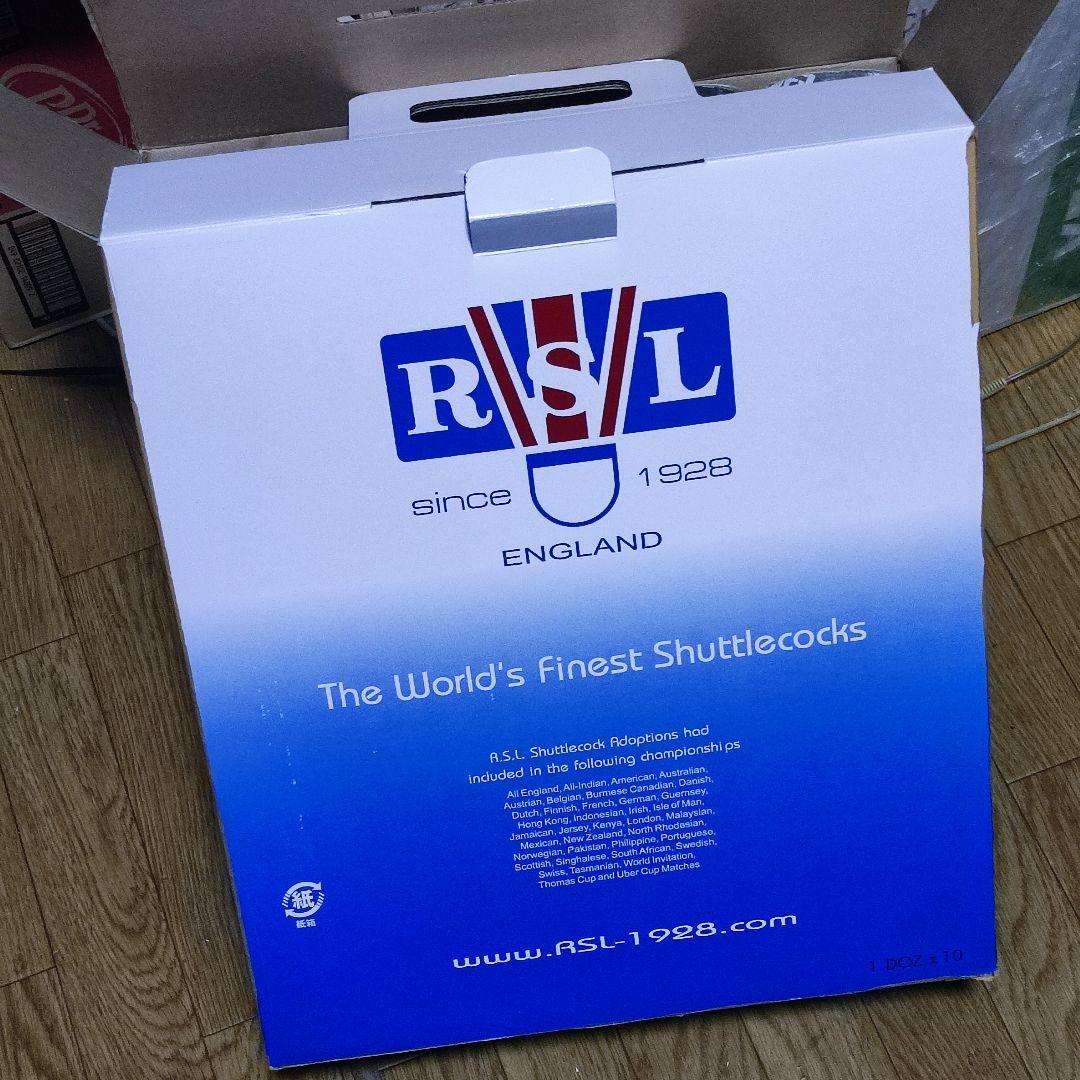 RSL
since 1928
ENGLAND
The World's Finest Shuttlecocks
R.S.L. Shuttlecock Adoptions had
included in the following championships
All England, All-Indian, American, Australian,
Austrian, Belgian, Burmese Canadian, Danish,
Dutch, Finnish, French, German, Guernsey,
Hong Kong, Indonesian, Irish, Isle of Man,
Jamaican, Jersey, Kenya, London, Malaysian,
Mexican, New Zealand, North Rhodesian,
Norwegian, Pakistan, Philippine, Portugueso,
Scottish, Singhalese, South African, Swedish,
Swiss, Tasmanian, World Invitation,
Thomas Cup and Uber Cup Matches
紙
紙箱
www.RSL-1928.com
1 DOZ x 10